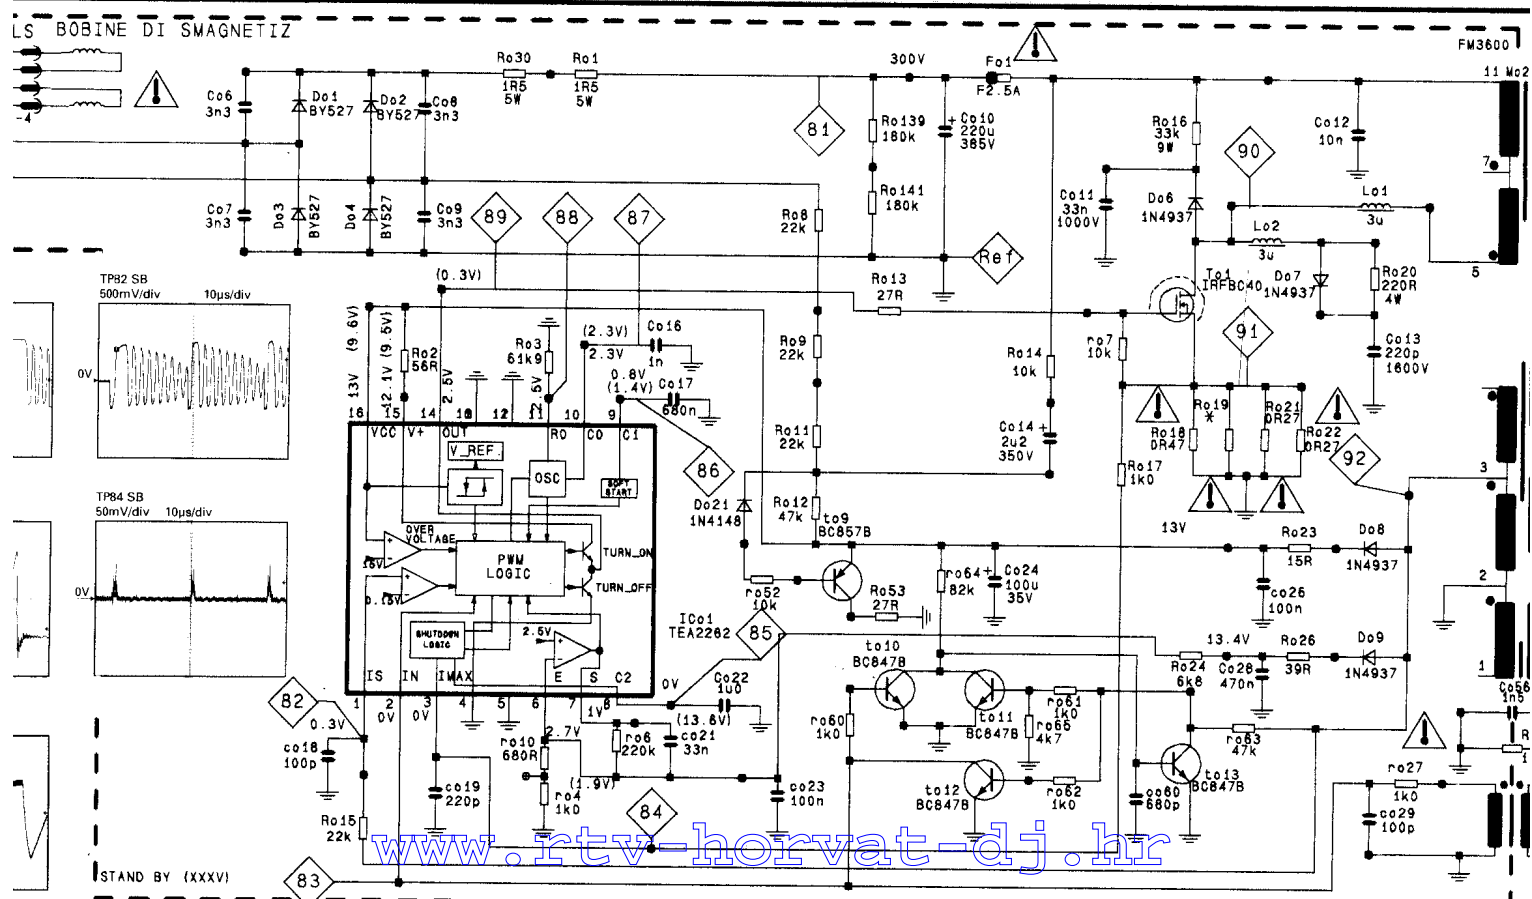 LS BOBINE DI SMAGNETIZ
FM3600
-4
Co6
3n3
Do1
BY527
Do2
BY527
Co8
3n3
Ro30
1R5
5W
Ro1
1R5
5W
81
300V
Fo1
F2.5A
Ro139
180k
Co10
220u
385V
Ro16
33k
9W
Co12
10n
11 Mo2
7
90
Co7
3n3
Do3
BY527
Do4
BY527
Co9
3n3
89
88
87
Ro8
22k
Ro141
180k
Ref
Co11
33n
1000V
Do6
1N4937
Lo1
3u
Lo2
3u
5
TP82 SB
500mV/div
10µs/div
0V
(0.3V)
Ro13
27R
To1
IRFBC40
Do7
1N4937
Ro20
220R
4W
91
Co13
220p
1600V
13V (9.6V)
12.1V (9.5V)
Ro2
56R
2.5V
Ro3
61k9
2.5V
(2.3V)
2.3V
Co16
1n
0.8V
(1.4V)
Co17
680n
Ro9
22k
Ro14
10k
ro7
10k
16 15 14 12 11 10 9
VCC V+ OUT RO CO C1
V_REF.
OSC
SOFT
START
86
Ro11
22k
Co14
2u2
350V
Ro17
1k0
Ro18
0R47
Ro19
*
Ro21
0R27
Ro22
0R27
92
3
TP84 SB
50mV/div
10µs/div
0V
OVER
VOLTAGE
15V
0.15V
PWM
LOGIC
TURN_ON
TURN_OFF
SHUTDOWN
LOGIC
2.5V
IS IN IMAX E S C2
1 2 3 4 5 6 7 8
ICo1
TEA2262
Do21
1N4148
Ro12
47k
to9
BC857B
ro52
10k
Ro53
27R
ro64
82k
Co24
100u
35V
13V
Ro23
15R
Do8
1N4937
co26
100n
2
85
to10
BC847B
to11
BC847B
ro61
1k0
ro65
4k7
Ro24
6k8
13.4V
Co28
470n
Ro26
39R
Do9
1N4937
1
Co56
1n5
82
0.3V
0V
0V
co18
100p
co19
220p
ro10
680R
2.7V
1V
ro6
220k
(13.6V)
co21
33n
0V
Co22
1u0
(1.9V)
ro4
1k0
co23
100n
ro60
1k0
to12
BC847B
ro62
1k0
co60
680p
to13
BC847B
ro63
47k
ro27
1k0
co29
100p
Ro15
22k
84
www.rtv-horvat-dj.hr
STAND BY (XXXV)
83